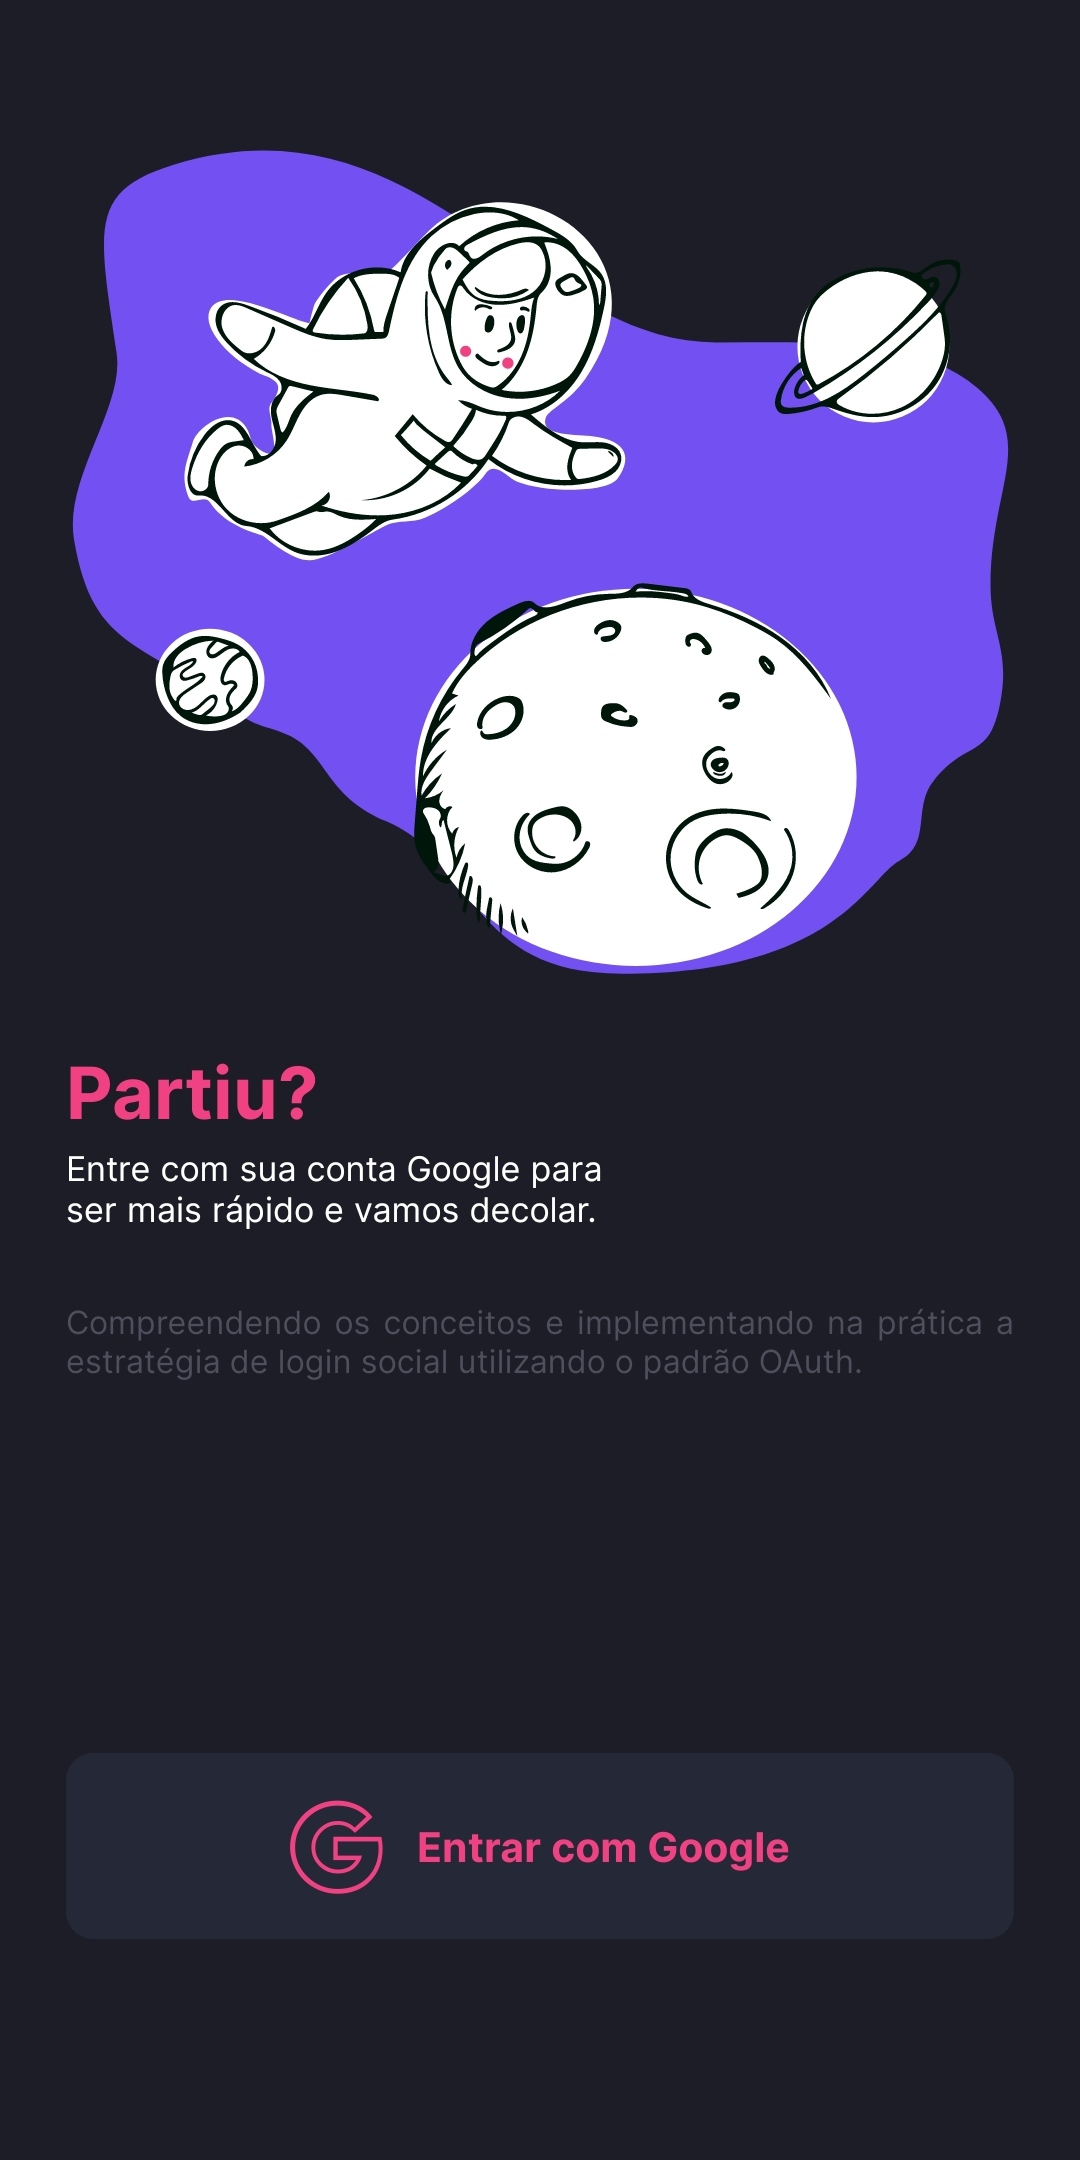 Partiu?
Entre com sua conta Google para
ser mais rápido e vamos decolar.
Compreendendo os conceitos e implementando na prática a
estratégia de login social utilizando o padrão OAuth.
Entrar com Google